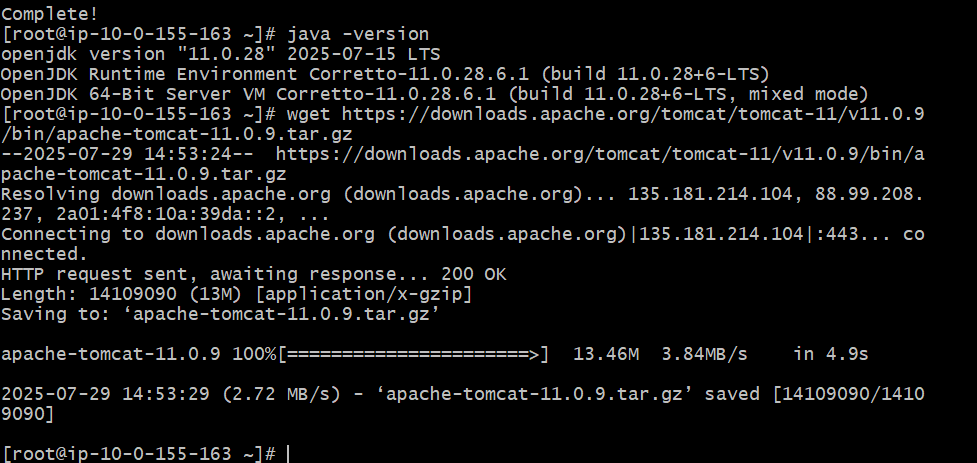 Complete!
[root@ip-10-0-155-163 ~]# java -version
openjdk version "11.0.28" 2025-07-15 LTS
OpenJDK Runtime Environment Corretto-11.0.28.6.1 (build 11.0.28+6-LTS)
OpenJDK 64-Bit Server VM Corretto-11.0.28.6.1 (build 11.0.28+6-LTS, mixed mode)
[root@ip-10-0-155-163 ~]# wget https://downloads.apache.org/tomcat/tomcat-11/v11.0.9
/bin/apache-tomcat-11.0.9.tar.gz
--2025-07-29 14:53:24--  https://downloads.apache.org/tomcat/tomcat-11/v11.0.9/bin/a
pache-tomcat-11.0.9.tar.gz
Resolving downloads.apache.org (downloads.apache.org)... 135.181.214.104, 88.99.208.
237, 2a01:4f8:10a:39da::2, ...
Connecting to downloads.apache.org (downloads.apache.org)|135.181.214.104|:443... co
nnected.
HTTP request sent, awaiting response... 200 OK
Length: 14109090 (13M) [application/x-gzip]
Saving to: ‘apache-tomcat-11.0.9.tar.gz’
apache-tomcat-11.0.9 100%[======================>]  13.46M  3.84MB/s    in 4.9s
2025-07-29 14:53:29 (2.72 MB/s) - ‘apache-tomcat-11.0.9.tar.gz’ saved [14109090/1410
9090]
[root@ip-10-0-155-163 ~]#